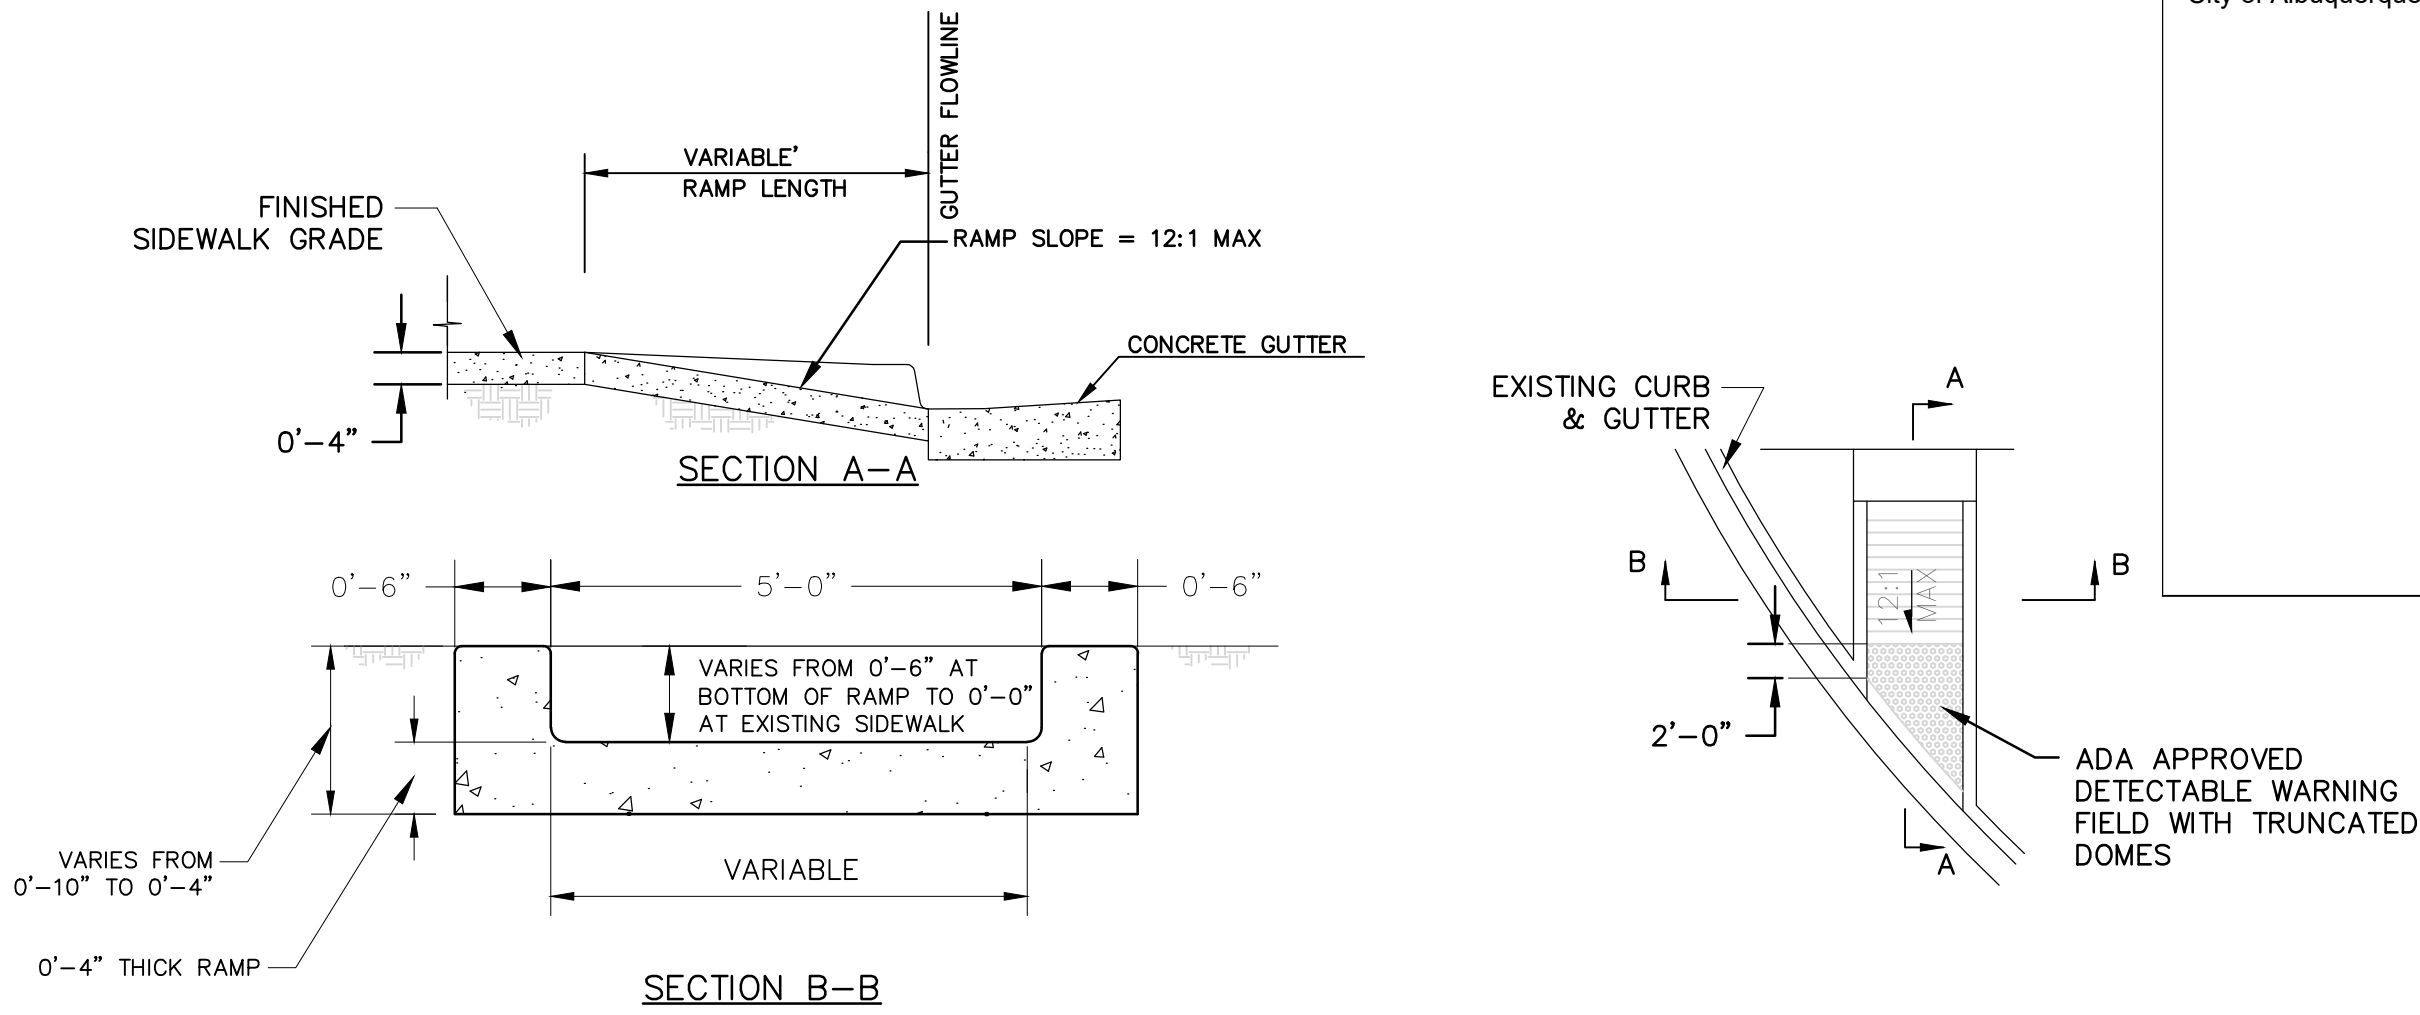 City of Albuquerque
GUTTER FLOWLINE
VARIABLE'
RAMP LENGTH
FINISHED
SIDEWALK GRADE
RAMP SLOPE = 12:1 MAX
CONCRETE GUTTER
0'-4"
SECTION A-A
0'-6"
5'-0"
0'-6"
VARIES FROM 0'-6" AT
BOTTOM OF RAMP TO 0'-0"
AT EXISTING SIDEWALK
VARIES FROM
0'-10" TO 0'-4"
VARIABLE
0'-4" THICK RAMP
SECTION B-B
EXISTING CURB
& GUTTER
A
B
B
12:1
MAX
2'-0"
ADA APPROVED
DETECTABLE WARNING
FIELD WITH TRUNCATED
DOMES
A